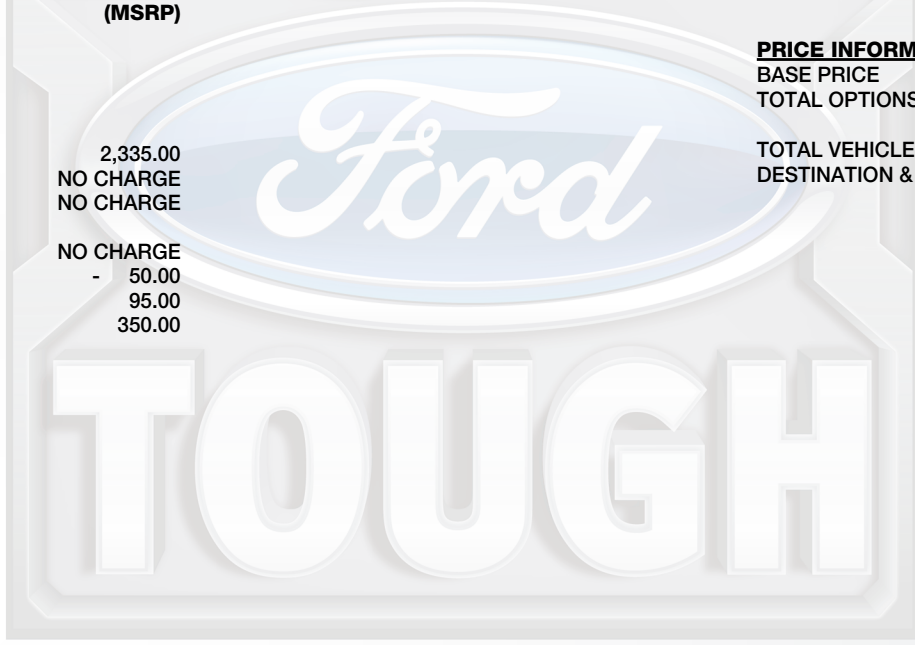 (MSRP)
2,335.00
NO CHARGE
NO CHARGE
NO CHARGE
- 50.00
95.00
350.00
PRICE INFORM
BASE PRICE
TOTAL OPTIONS
TOTAL VEHICLE
DESTINATION &
Ford
TOUGH